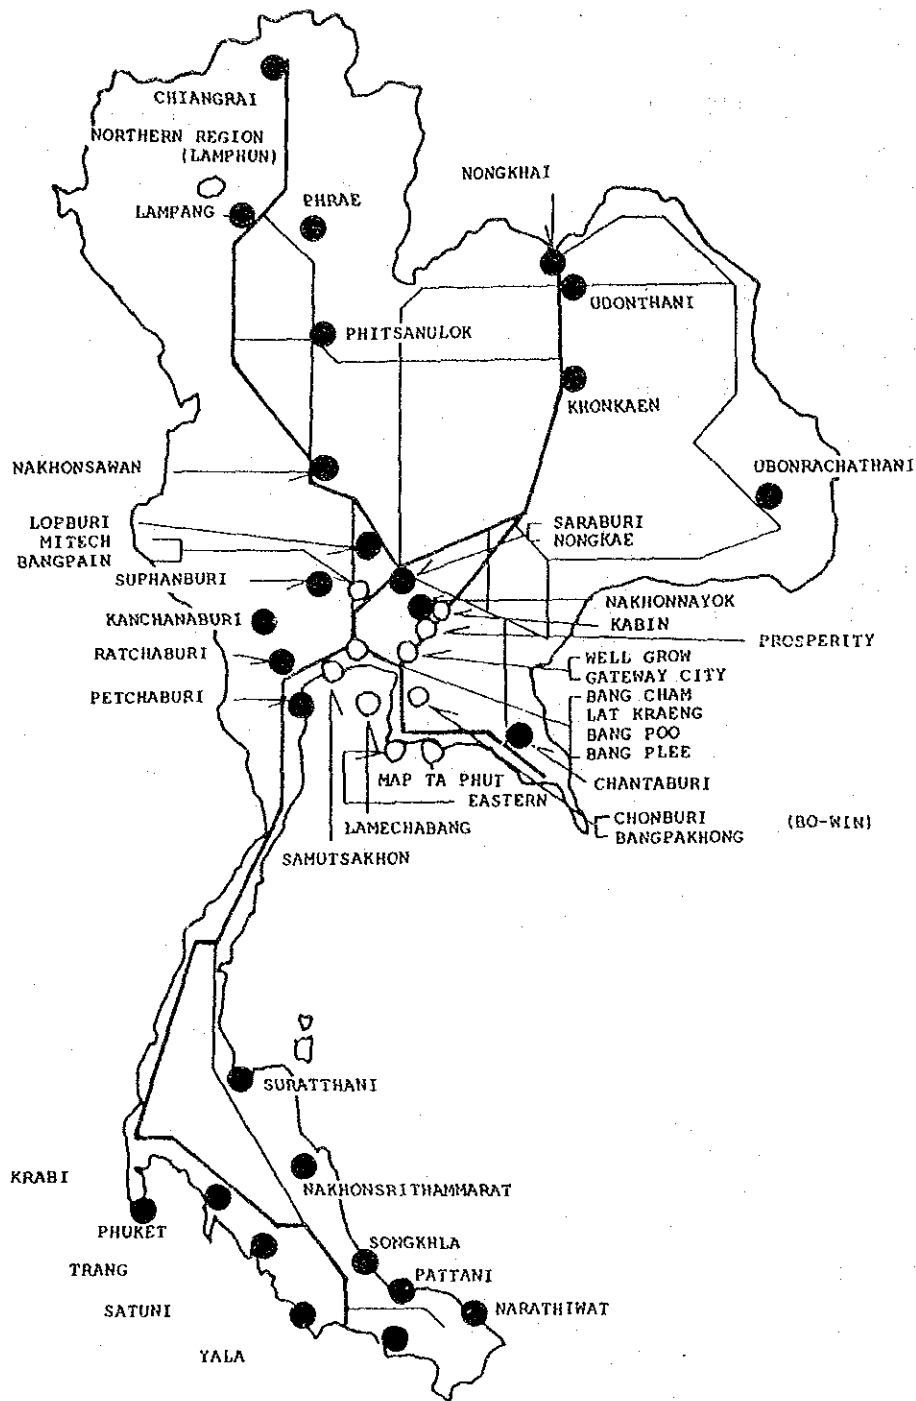 CHIANGRAI
NORTHERN REGION
(LAMPHUN)
NONGKHAI
LAMPANG
PHRAE
UDONTHANI
PHITSANULOK
KHONKAEN
NAKHONSAWAN
UBONRACHATHANI
LOPBURI
MITECH
BANGPAIN
SARABURI
NONGKAE
SUPHANBURI
NAKHONNAYOK
KANCHANABURI
KABIN
PROSPERITY
RATCHABURI
WELL GROW
GATEWAY CITY
PETCHABURI
BANG CHAM
LAT KRAENG
BANG POO
BANG PLEE
MAP TA PHUT
CHANTABURI
EASTERN
LAMECHABANG
CHONBURI
BANGPAKHONG
(BO-WIN)
SAMUTSAKHON
SURATTHANI
KRABI
NAKHONSRITHAMMARAT
PHUKET
SONGKHLA
TRANG
PATTANI
SATUNI
NARATHIWAT
YALA